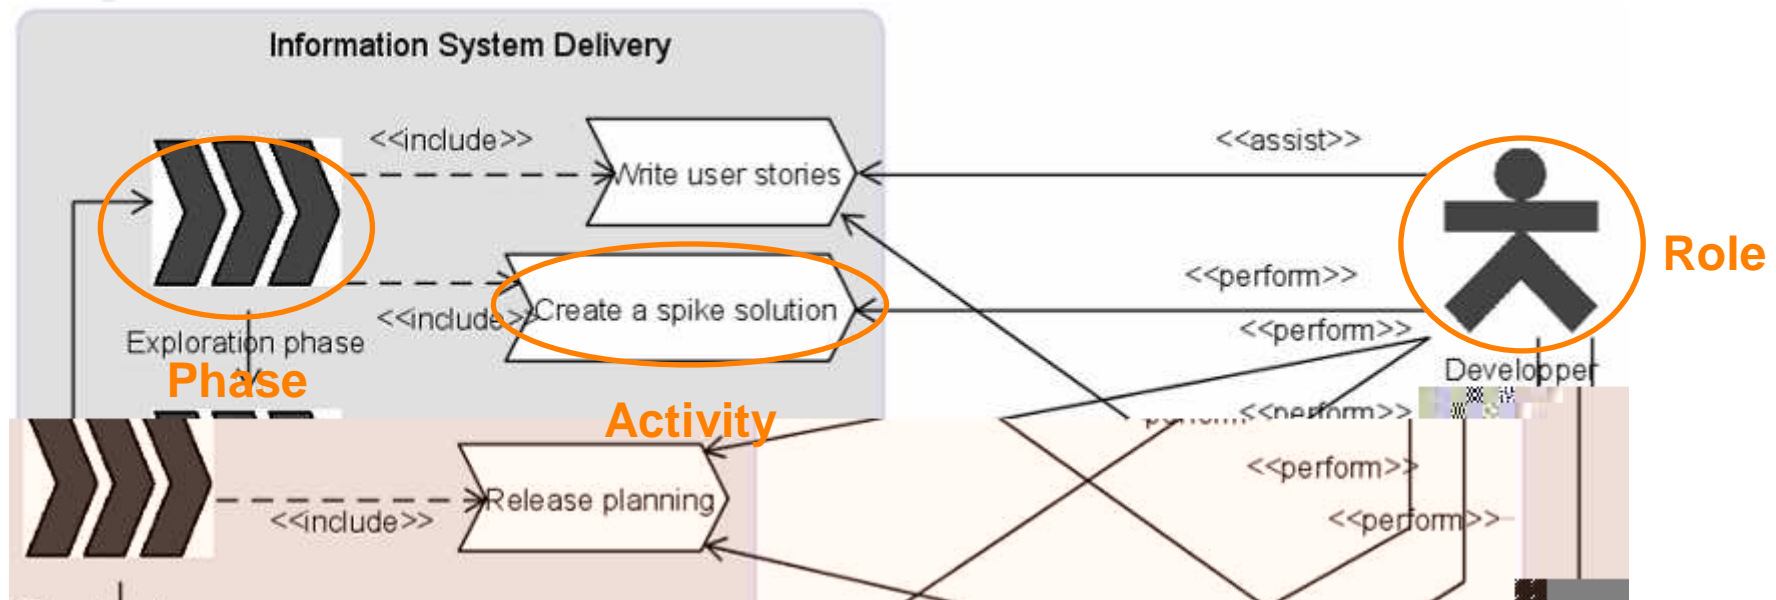 Information System Delivery
<<include>>
Write user stories
<<assist>>
Role
<<perform>>
<<include>>
Create a spike solution
<<perform>>
Exploration phase
Phase
Developper
Activity
<<perform>>
perform
<<perform>>
Release planning
<<include>>
<<perform>>